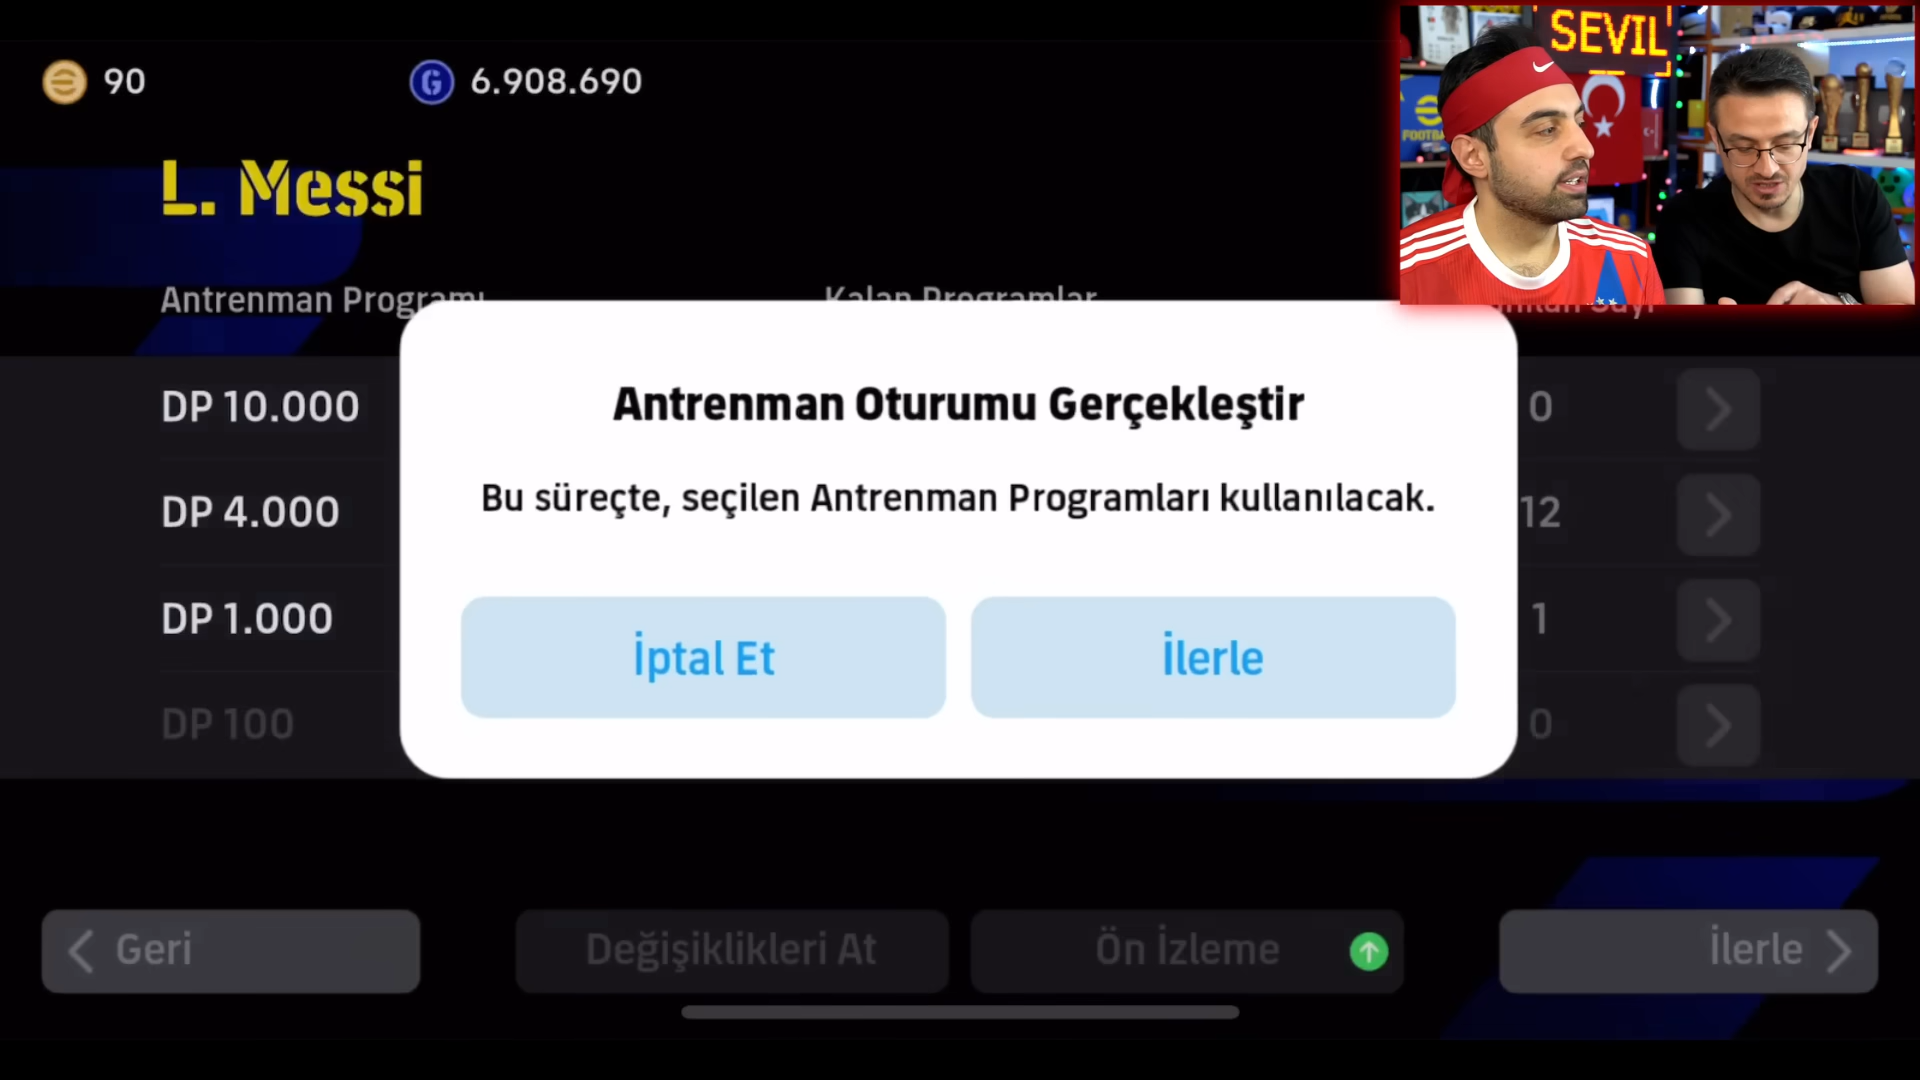 90
6.908.690
SEVIL
L. Messi
Antrenman Programı
Kalan Programlar
DP 10.000
0
DP 4.000
12
DP 1.000
1
DP 100
0
Antrenman Oturumu Gerçekleştir
Bu süreçte, seçilen Antrenman Programları kullanılacak.
İptal Et
İlerle
Geri
Değişiklikleri At
Ön İzleme
İlerle